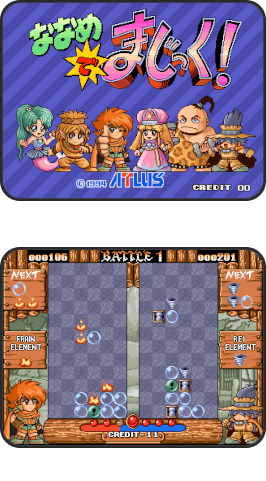 ななめ
で
まじっく!
© 1994 ATLUS
CREDIT 00
000106 BATTLE 1 000201
NEXT NEXT
FRAIN
ELEMENT
REI
ELEMENT
CREDIT-11